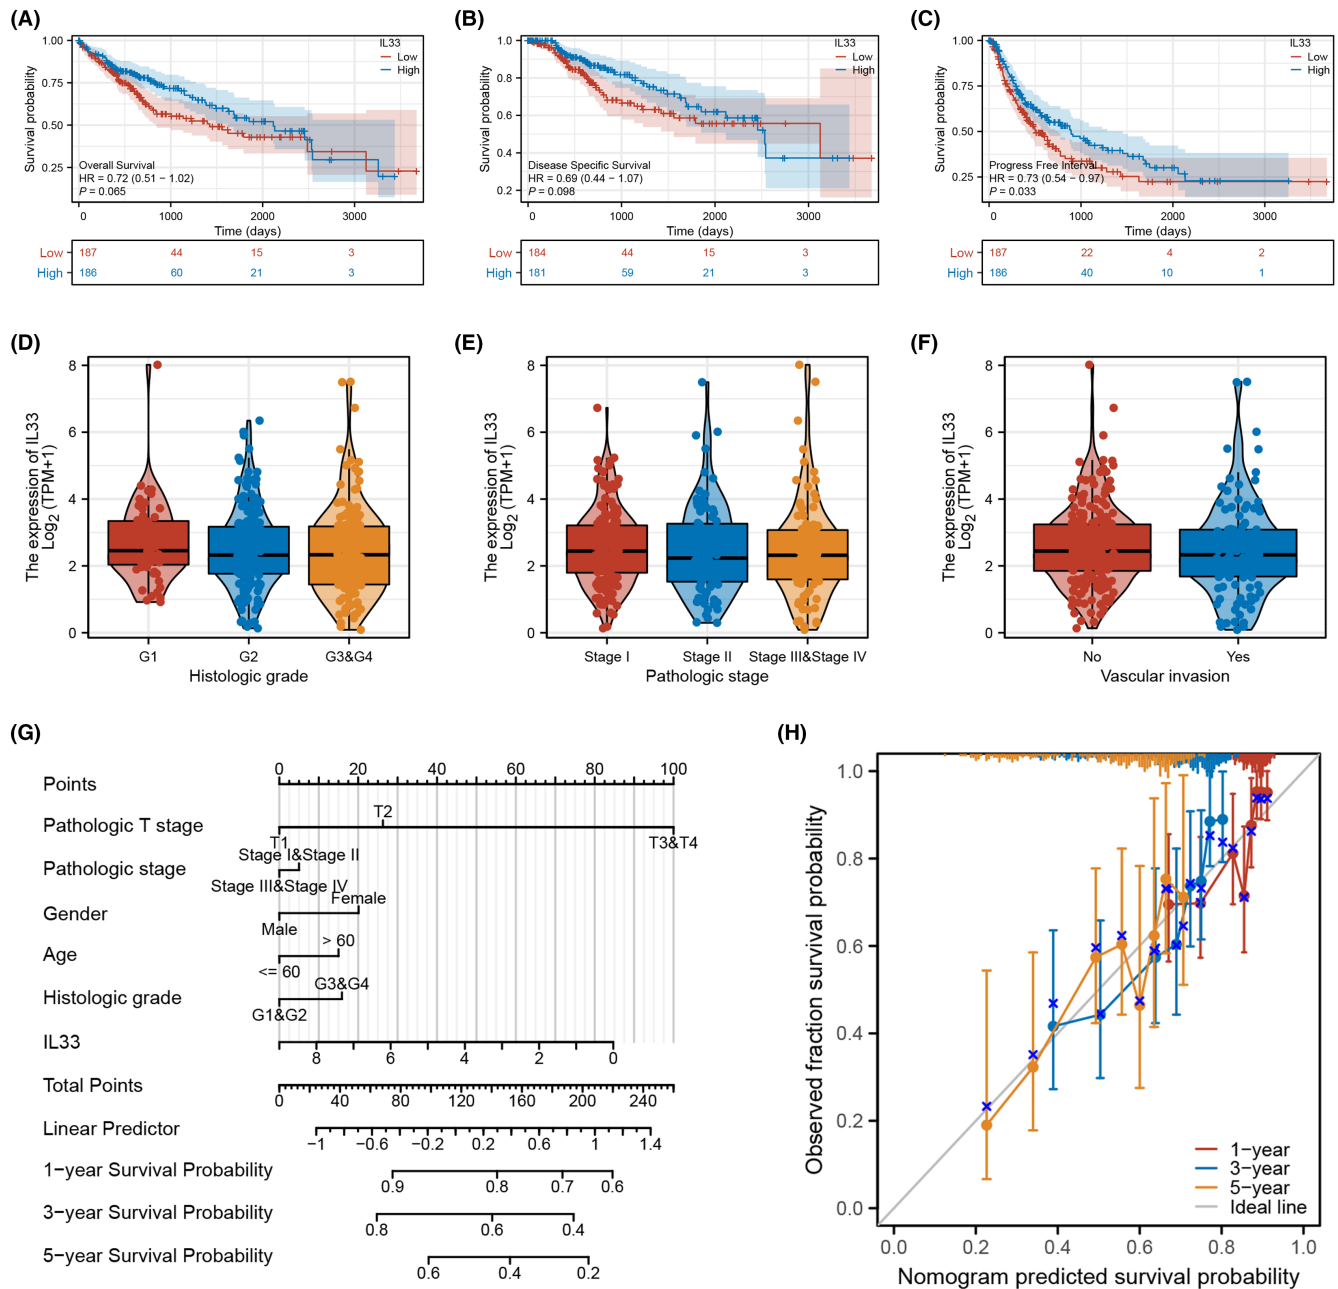 (A)
Survival probability
1.00
0.75
0.50
0.25
IL33
Low
High
Overall Survival
HR = 0.72 (0.51 − 1.02)
P = 0.065
0 1000 2000 3000
Time (days)
Low 187 44 15 3
High 186 60 21 3
(B)
Survival probability
1.0
0.8
0.6
0.4
0.2
IL33
Low
High
Disease Specific Survival
HR = 0.69 (0.44 − 1.07)
P = 0.098
0 1000 2000 3000
Time (days)
Low 184 44 15 3
High 181 59 21 3
(C)
Survival probability
1.00
0.75
0.50
0.25
IL33
Low
High
Progress Free Interval
HR = 0.73 (0.54 − 0.97)
P = 0.033
0 1000 2000 3000
Time (days)
Low 187 22 4 2
High 186 40 10 1
(D)
The expression of IL33
Log2 (TPM+1)
8
6
4
2
0
G1 G2 G3&G4
Histologic grade
(E)
The expression of IL33
Log2 (TPM+1)
8
6
4
2
0
Stage I Stage II Stage III&Stage IV
Pathologic stage
(F)
The expression of IL33
Log2 (TPM+1)
8
6
4
2
0
No Yes
Vascular invasion
(G)
0 20 40 60 80 100
Points
T2
Pathologic T stage
T1 T3&T4
Stage I&Stage II
Pathologic stage
Stage III&Stage IV
Female
Gender
Male
> 60
Age
<= 60
G3&G4
Histologic grade
G1&G2
IL33
8 6 4 2 0
Total Points
0 40 80 120 160 200 240
Linear Predictor
−1 −0.6 −0.2 0.2 0.6 1 1.4
1−year Survival Probability
0.9 0.8 0.7 0.6
3−year Survival Probability
0.8 0.6 0.4
5−year Survival Probability
0.6 0.4 0.2
(H)
Observed fraction survival probability
1.0
0.8
0.6
0.4
0.2
0.0
1−year
3−year
5−year
Ideal line
0.0 0.2 0.4 0.6 0.8 1.0
Nomogram predicted survival probability